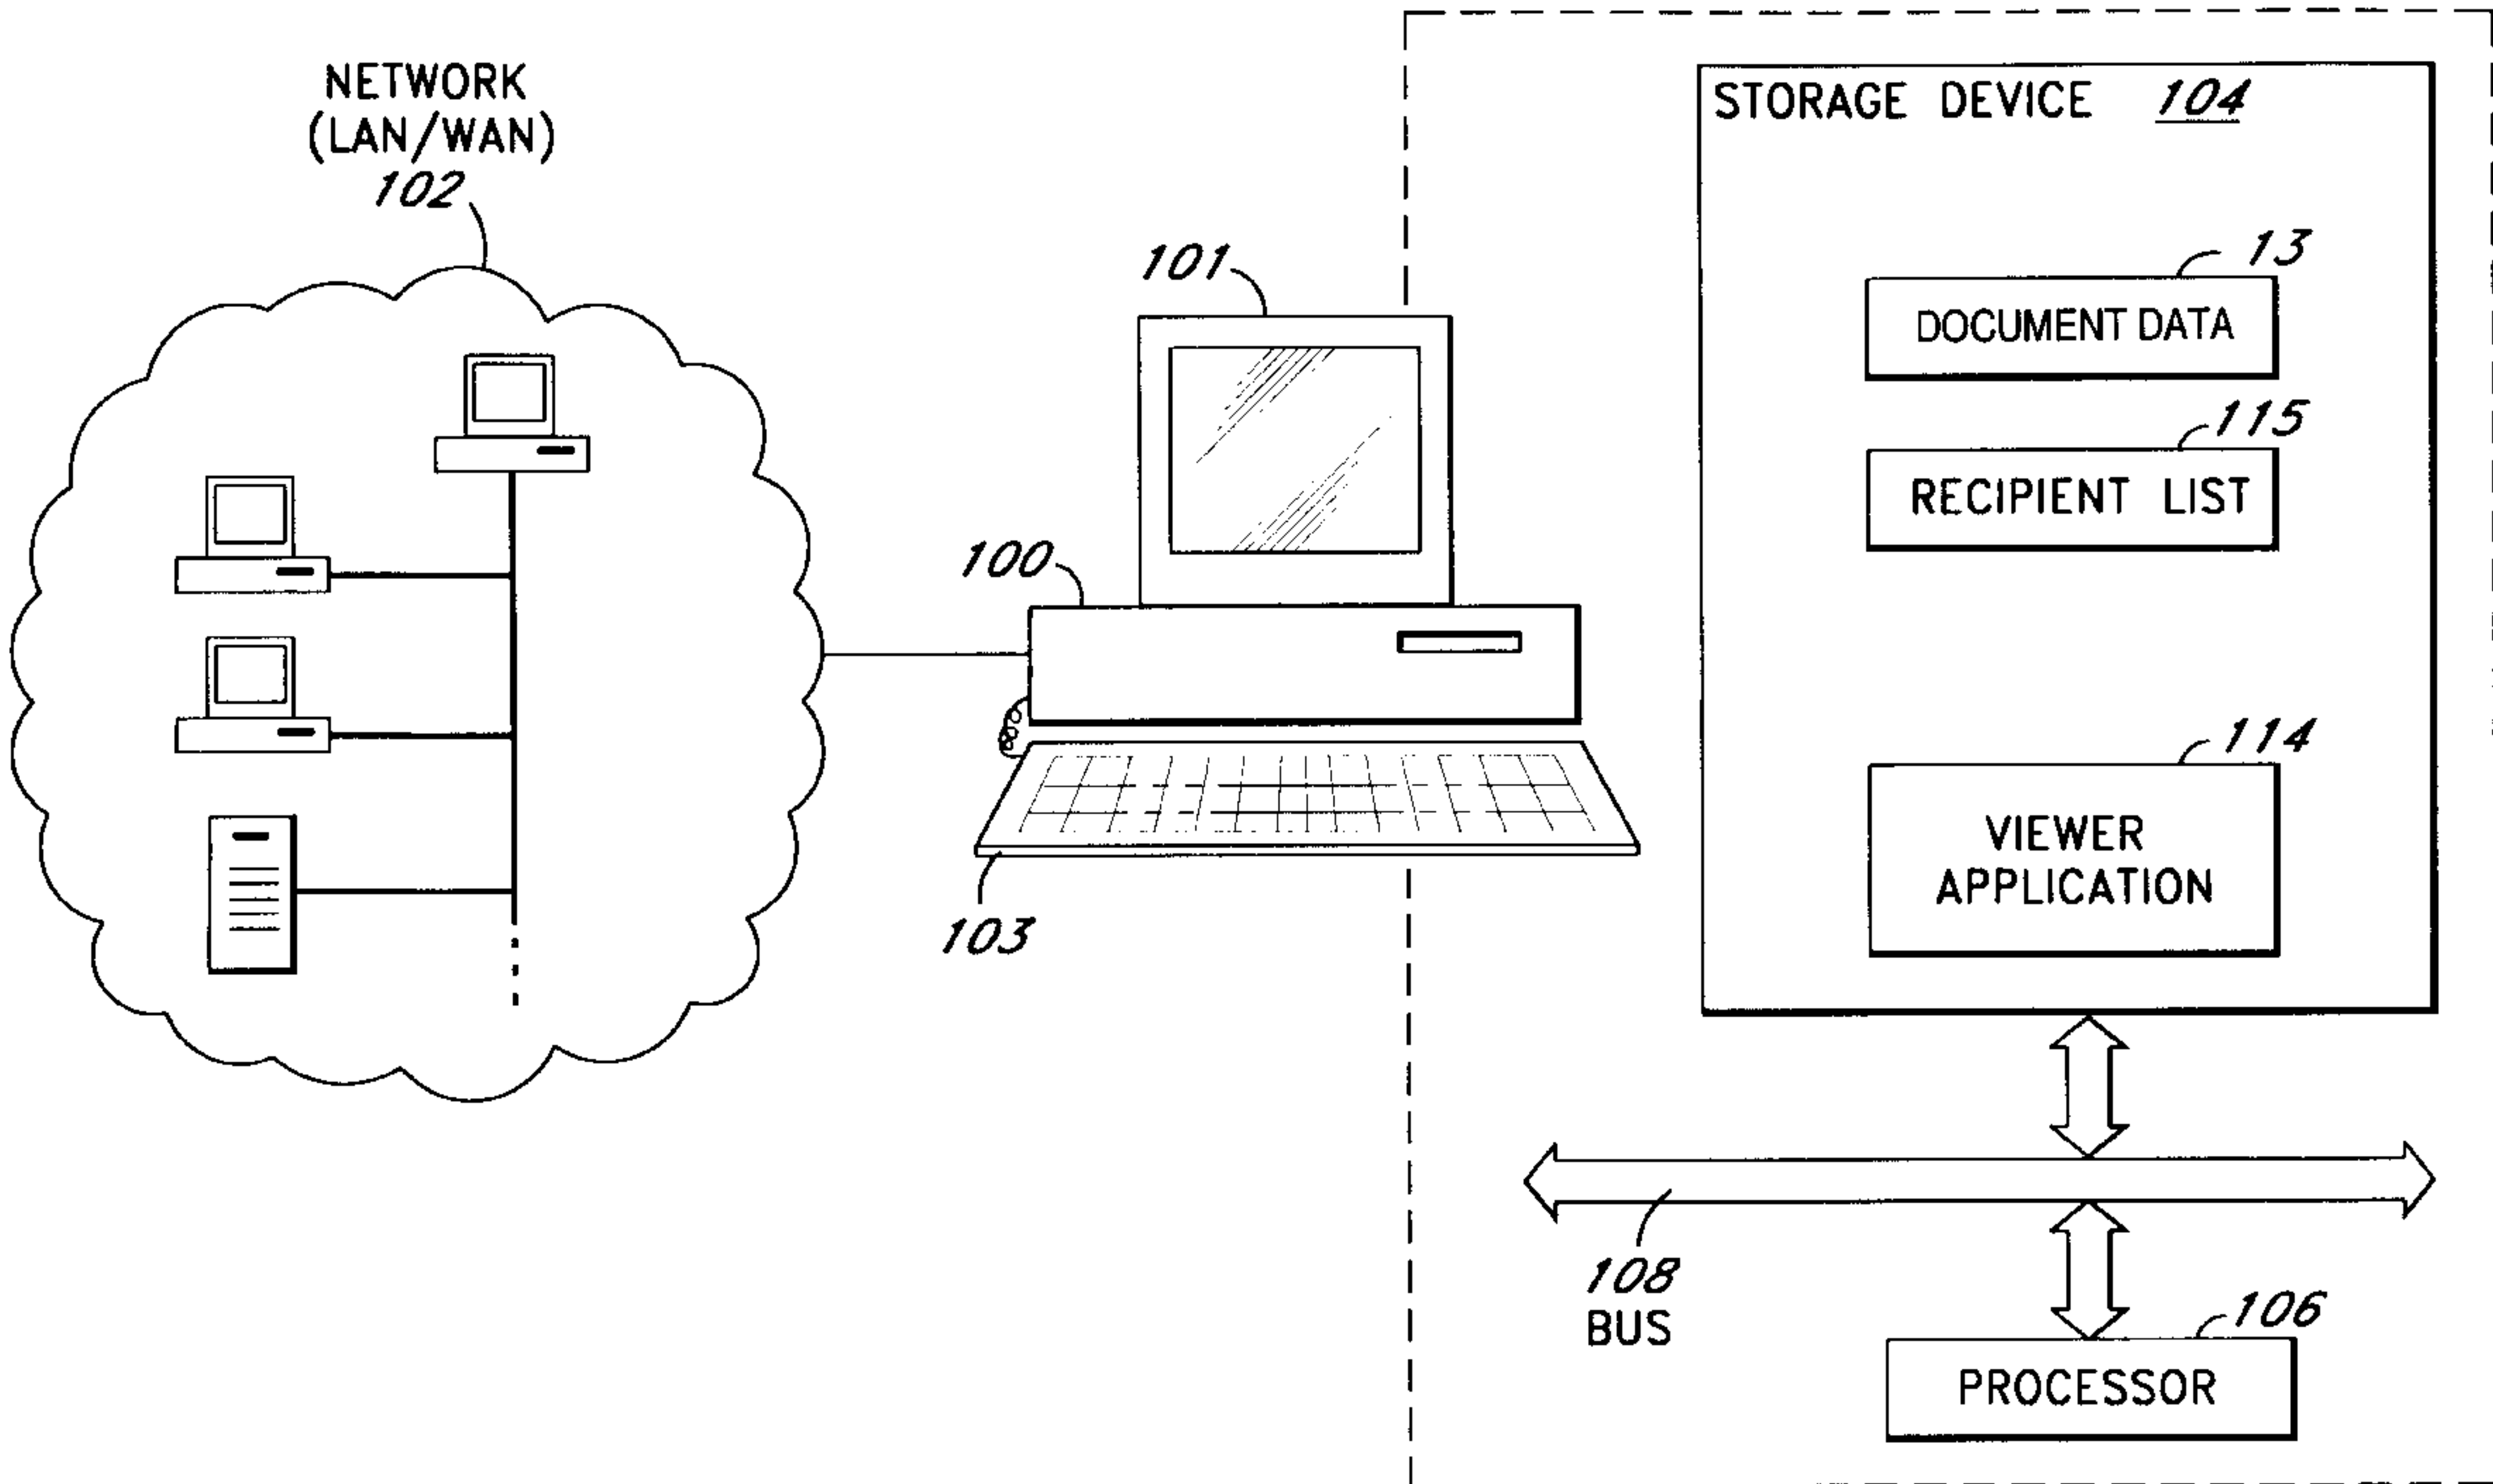 NETWORK
(LAN/WAN)
102
101
100
103
STORAGE DEVICE 104
13
DOCUMENT DATA
115
RECIPIENT LIST
114
VIEWER
APPLICATION
108
BUS
106
PROCESSOR